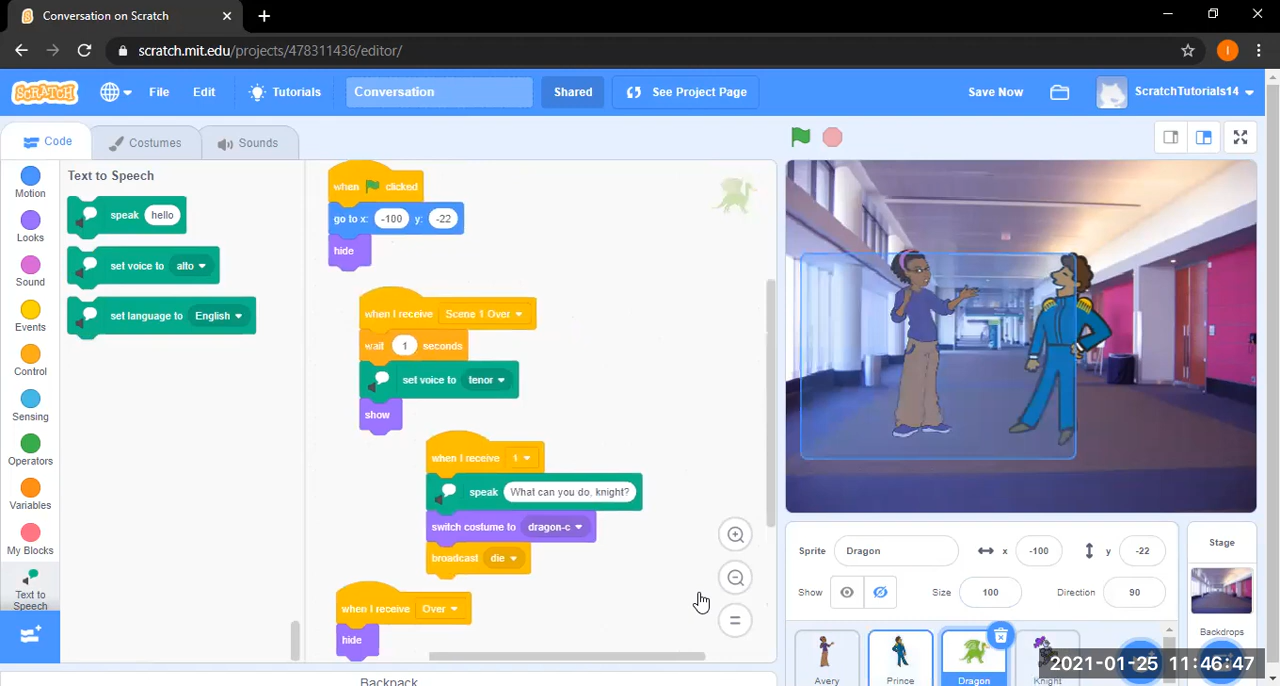 Conversation on Scratch
scratch.mit.edu/projects/478311436/editor/
SCRATCH File Edit Tutorials Conversation Shared See Project Page Save Now ScratchTutorials14
Code Costumes Sounds
Motion
Looks
Sound
Events
Control
Sensing
Operators
Variables
My Blocks
Text to
Speech
Text to Speech
speak hello
set voice to alto
set language to English
when clicked
go to x: -100 y: -22
hide
when I receive Scene 1 Over
wait 1 seconds
set voice to tenor
show
when I receive 1
speak What can you do, knight?
switch costume to dragon-c
broadcast die
when I receive Over
hide
Backpack
Sprite Dragon x -100 y -22
Show Size 100 Direction 90
Avery Prince Dragon Knight
Stage
Backdrops
2021-01-25 11:46:47